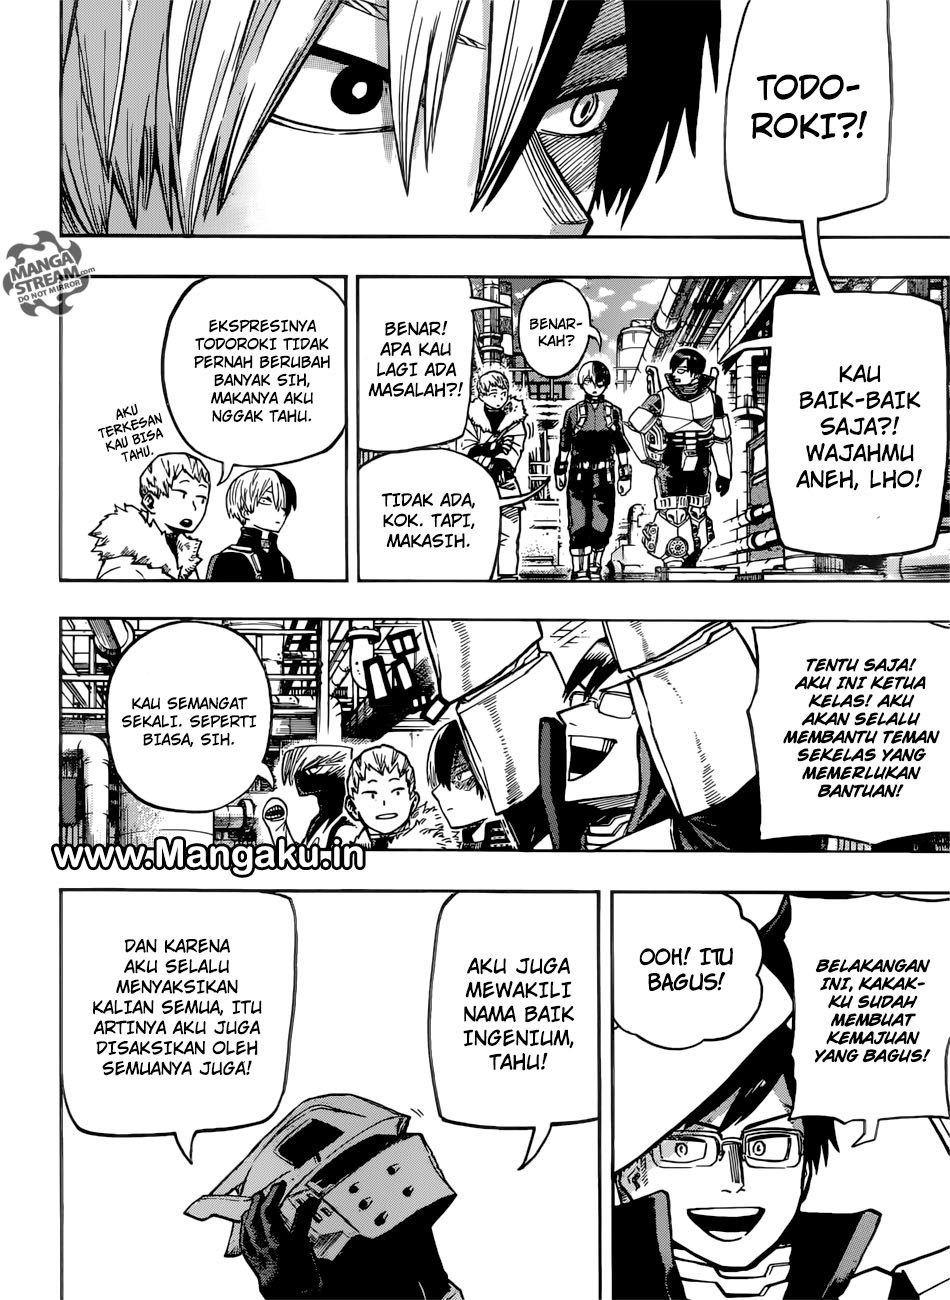 TODO-
ROKI?!
KAU
BAIK-BAIK
SAJA?!
WAJAHMU
ANEH, LHO!
BENAR-
KAH?
BENAR!
APA KAU
LAGI ADA
MASALAH?!
TIDAK ADA,
KOK. TAPI,
MAKASIH.
EKSPRESINYA
TODOROKI TIDAK
PERNAH BERUBAH
BANYAK SIH,
MAKANYA AKU
NGGAK TAHU.
AKU
TERKESAN
KAU BISA
TAHU.
MANGA
STREAM.com
DO NOT MIRROR!
TENTU SAJA!
AKU INI KETUA
KELAS! AKU
AKAN SELALU
MEMBANTU TEMAN
SEKELAS YANG
MEMERLUKAN
BANTUAN!
KAU SEMANGAT
SEKALI. SEPERTI
BIASA, SIH.
www.Mangaku.in
BELAKANGAN
INI, KAKAK-
KU SUDAH
MEMBUAT
KEMAJUAN
YANG BAGUS!
OOH! ITU
BAGUS!
AKU JUGA
MEWAKILI
NAMA BAIK
INGENIUM,
TAHU!
DAN KARENA
AKU SELALU
MENYAKSIKAN
KALIAN SEMUA, ITU
ARTINYA AKU JUGA
DISAKSIKAN OLEH
SEMUANYA JUGA!